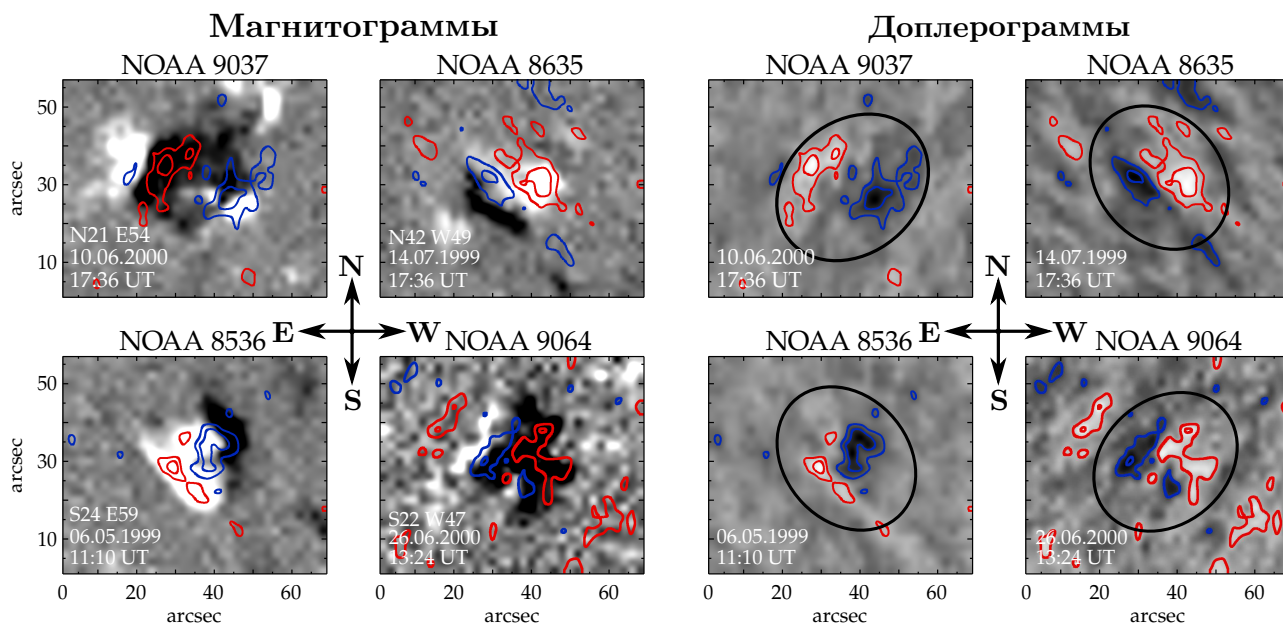 Магнитограммы
Доплерограммы
NOAA 9037
NOAA 8635
NOAA 9037
NOAA 8635
50
30
10
arcsec
N21 E54
10.06.2000
17:36 UT
N42 W49
14.07.1999
17:36 UT
10.06.2000
17:36 UT
14.07.1999
17:36 UT
N
E
W
S
N
E
W
S
NOAA 8536
NOAA 9064
NOAA 8536
NOAA 9064
50
30
10
arcsec
S24 E59
06.05.1999
11:10 UT
S22 W47
26.06.2000
13:24 UT
06.05.1999
11:10 UT
26.06.2000
13:24 UT
0 20 40 60
0 20 40 60
0 20 40 60
0 20 40 60
arcsec
arcsec
arcsec
arcsec